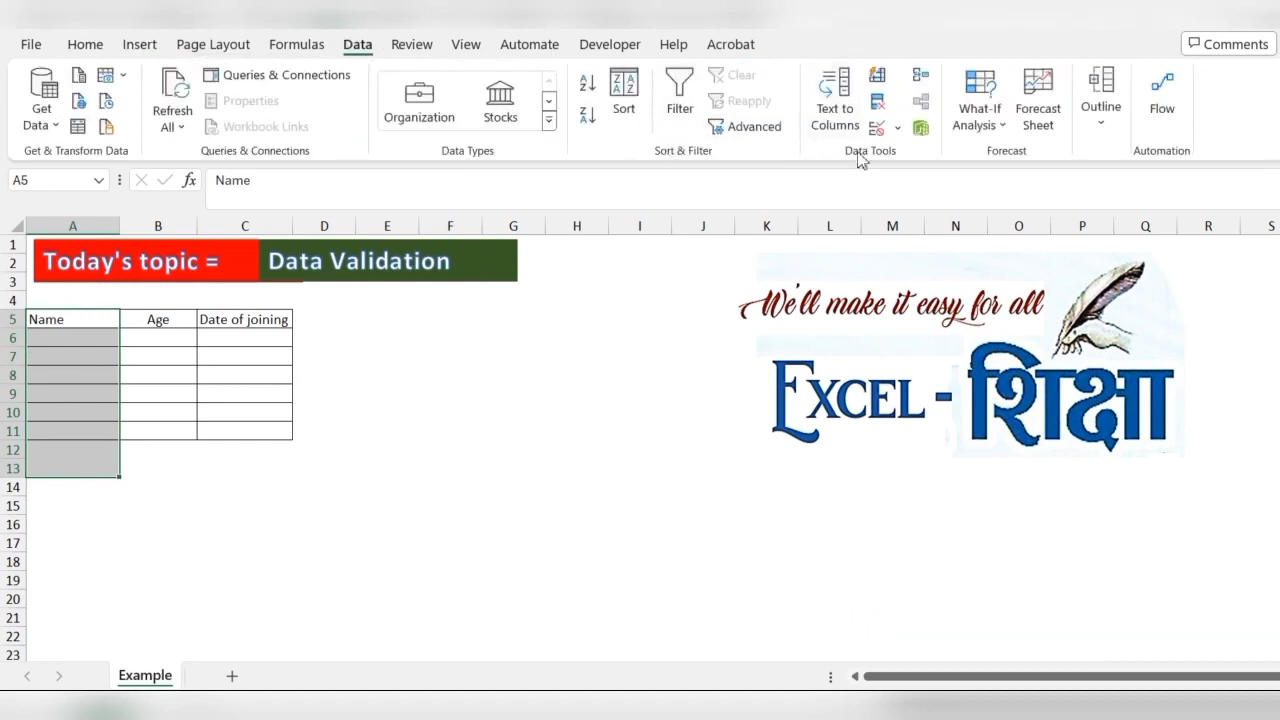 File Home Insert Page Layout Formulas Data Review View Automate Developer Help Acrobat Comments
Get Data
Refresh All
Queries & Connections
Properties
Workbook Links
Organization
Stocks
Sort
Filter
Clear
Reapply
Advanced
Text to Columns
What-If Analysis
Forecast Sheet
Outline
Flow
Get & Transform Data Queries & Connections Data Types Sort & Filter Data Tools Forecast Automation
A5 fx Name
A B C D E F G H I J K L M N O P Q R S
1
2
3
4
5
6
7
8
9
10
11
12
13
14
15
16
17
18
19
20
21
22
23
Today's topic = Data Validation
Name Age Date of joining
We'll make it easy for all
EXCEL - शिक्षा
Example